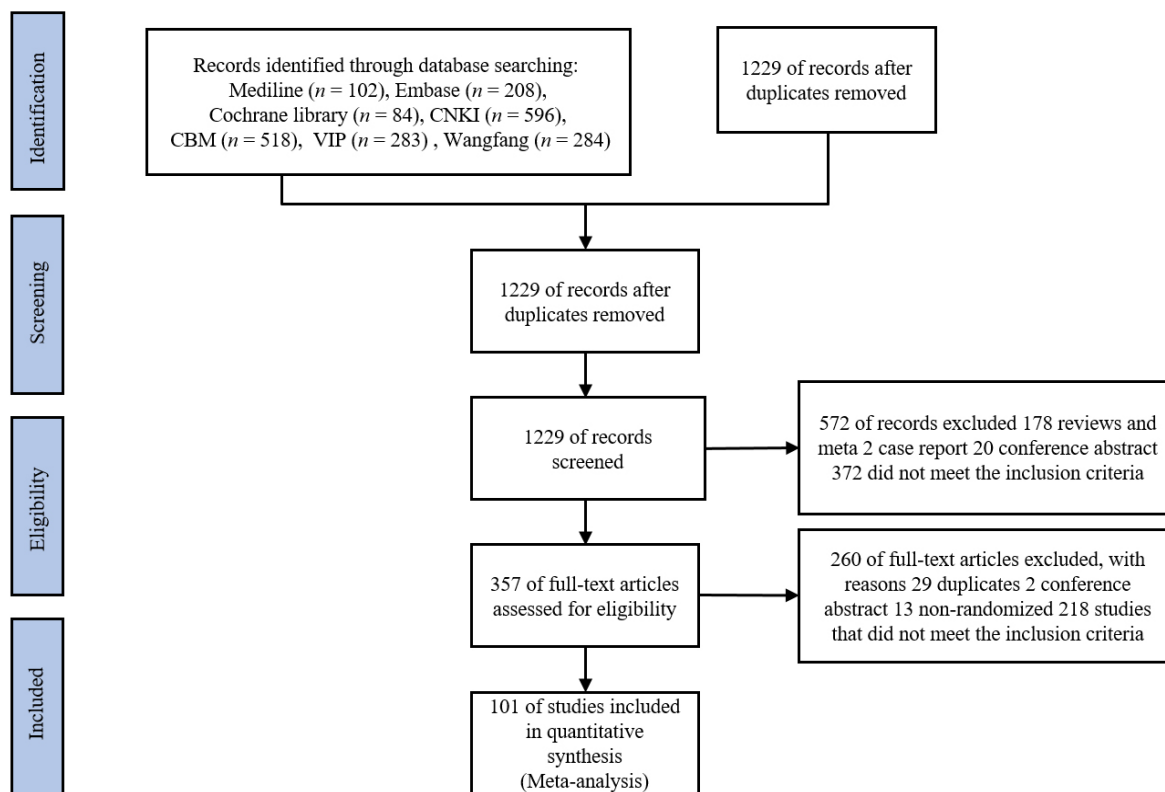 Identification
Records identified through database searching:
Mediline (n = 102), Embase (n = 208),
Cochrane library (n = 84), CNKI (n = 596),
CBM (n = 518), VIP (n = 283) , Wangfang (n = 284)
1229 of records after
duplicates removed
Screening
1229 of records after
duplicates removed
1229 of records
screened
572 of records excluded 178 reviews and
meta 2 case report 20 conference abstract
372 did not meet the inclusion criteria
Eligibility
357 of full-text articles
assessed for eligibility
260 of full-text articles excluded, with
reasons 29 duplicates 2 conference
abstract 13 non-randomized 218 studies
that did not meet the inclusion criteria
Included
101 of studies included
in quantitative
synthesis
(Meta-analysis)